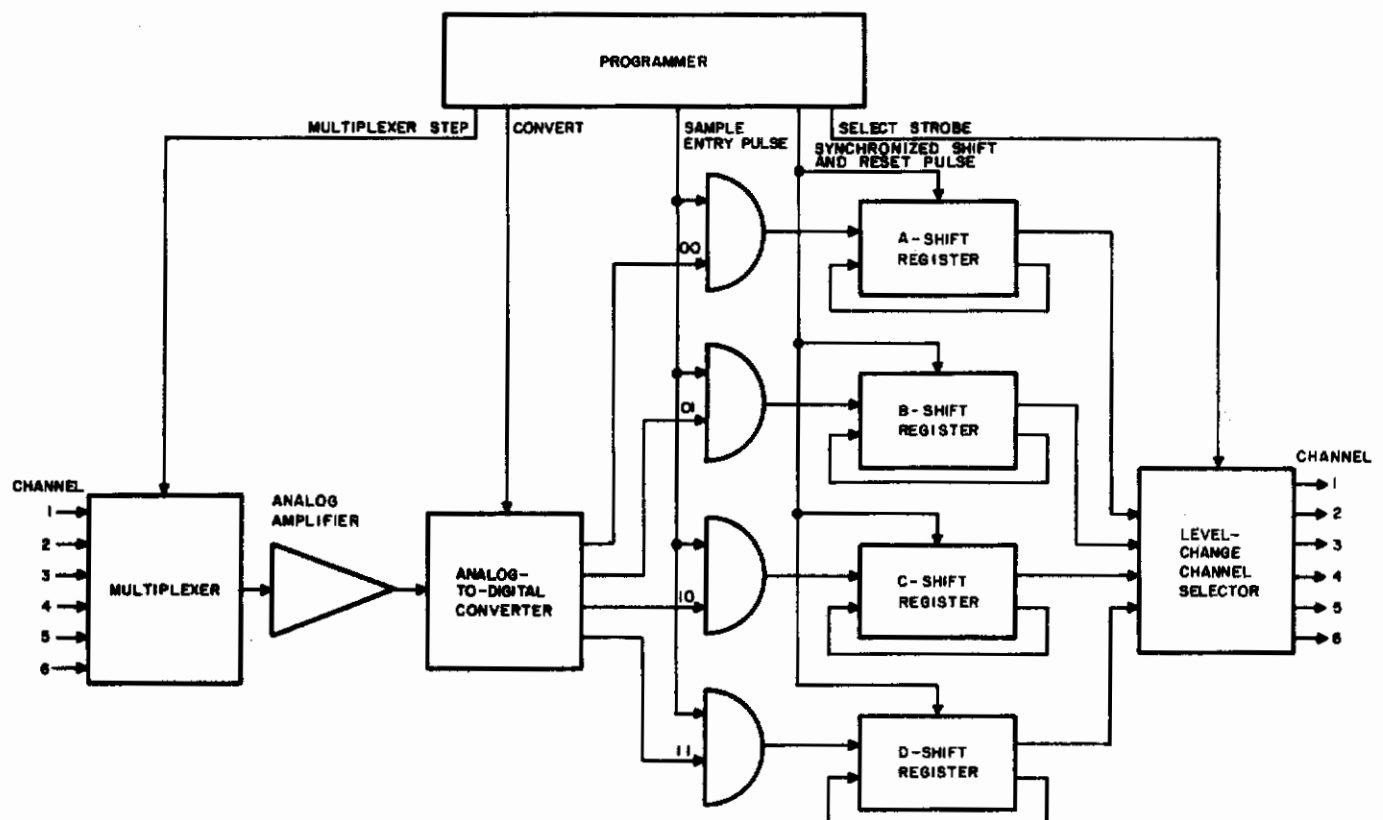 PROGRAMMER
MULTIPLEXER STEP
CONVERT
SAMPLE
ENTRY PULSE
SELECT STROBE
SYNCHRONIZED SHIFT
AND RESET PULSE
00
A-SHIFT
REGISTER
01
B-SHIFT
REGISTER
CHANNEL
1
2
3
4
5
6
MULTIPLEXER
ANALOG
AMPLIFIER
ANALOG-
TO-DIGITAL
CONVERTER
10
C-SHIFT
REGISTER
LEVEL-
CHANGE
CHANNEL
SELECTOR
CHANNEL
1
2
3
4
5
6
11
D-SHIFT
REGISTER